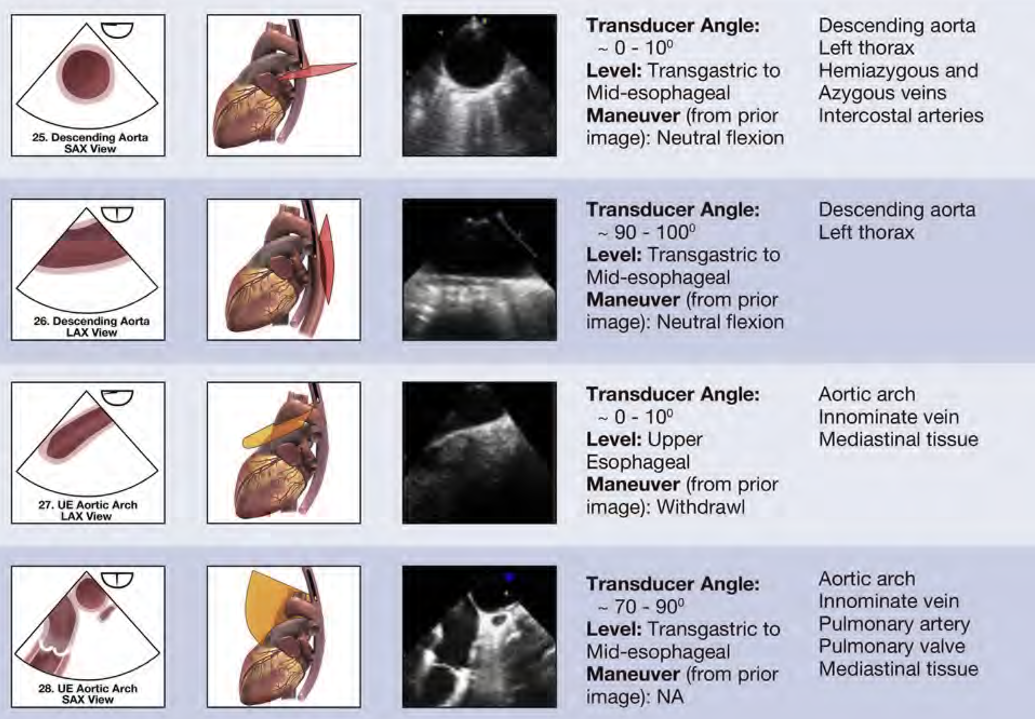 25. Descending Aorta
SAX View
Transducer Angle:
~ 0 - 10⁰
Level: Transgastric to
Mid-esophageal
Maneuver (from prior
image): Neutral flexion
Descending aorta
Left thorax
Hemiazygous and
Azygous veins
Intercostal arteries
26. Descending Aorta
LAX View
Transducer Angle:
~ 90 - 100⁰
Level: Transgastric to
Mid-esophageal
Maneuver (from prior
image): Neutral flexion
Descending aorta
Left thorax
27. UE Aortic Arch
LAX View
Transducer Angle:
~ 0 - 10⁰
Level: Upper
Esophageal
Maneuver (from prior
image): Withdrawl
Aortic arch
Innominate vein
Mediastinal tissue
28. UE Aortic Arch
SAX View
Transducer Angle:
~ 70 - 90⁰
Level: Transgastric to
Mid-esophageal
Maneuver (from prior
image): NA
Aortic arch
Innominate vein
Pulmonary artery
Pulmonary valve
Mediastinal tissue